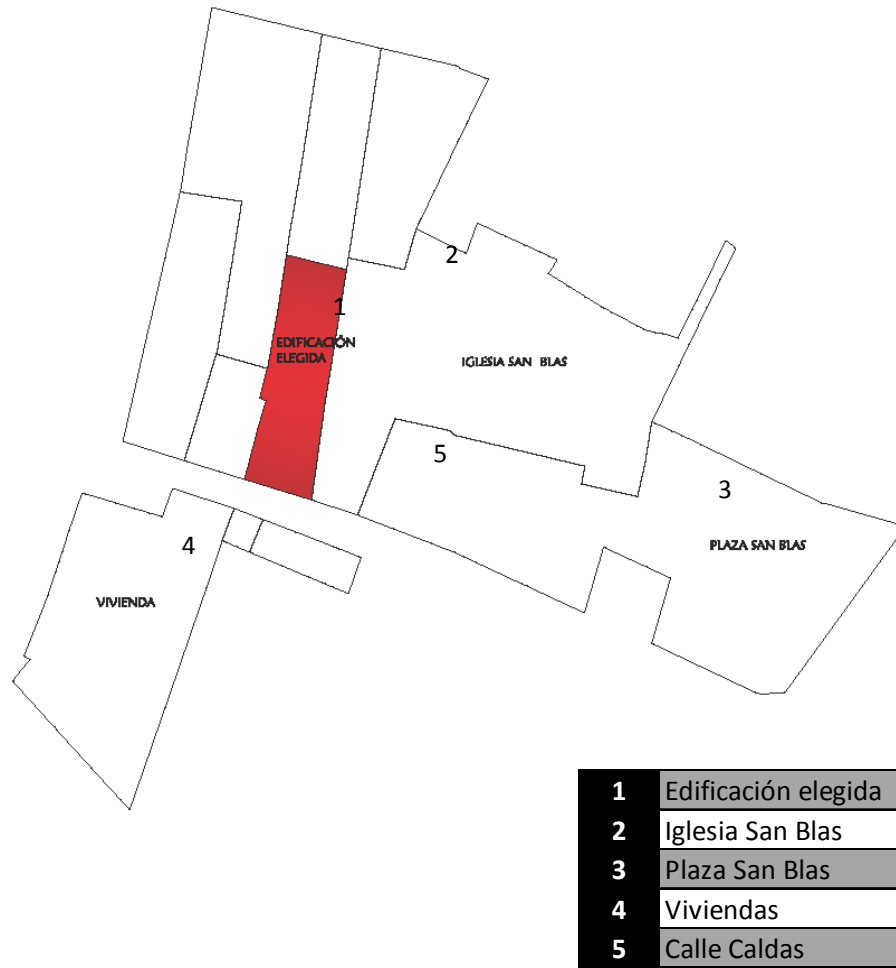 2
1
EDIFICACIÓN
ELEGIDA
IGLESIA SAN BLAS
5
3
4
PLAZA SAN BLAS
VIVIENDA
1 Edificación elegida
2 Iglesia San Blas
3 Plaza San Blas
4 Viviendas
5 Calle Caldas